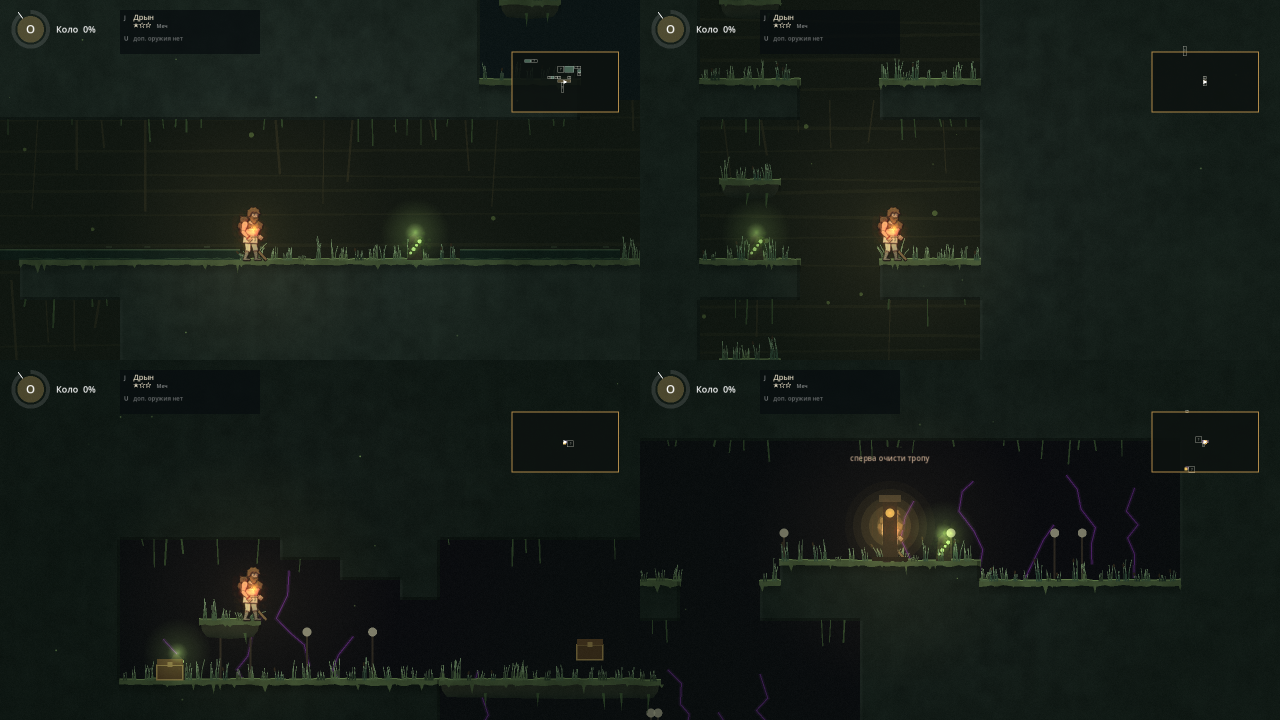 О
Коло 0%
J
Дрын
★☆☆ Меч
U доп. оружия нет
О
Коло 0%
J
Дрын
★☆☆ Меч
U доп. оружия нет
О
Коло 0%
J
Дрын
★☆☆ Меч
U доп. оружия нет
О
Коло 0%
J
Дрын
★☆☆ Меч
U доп. оружия нет
сперва очисти тропу